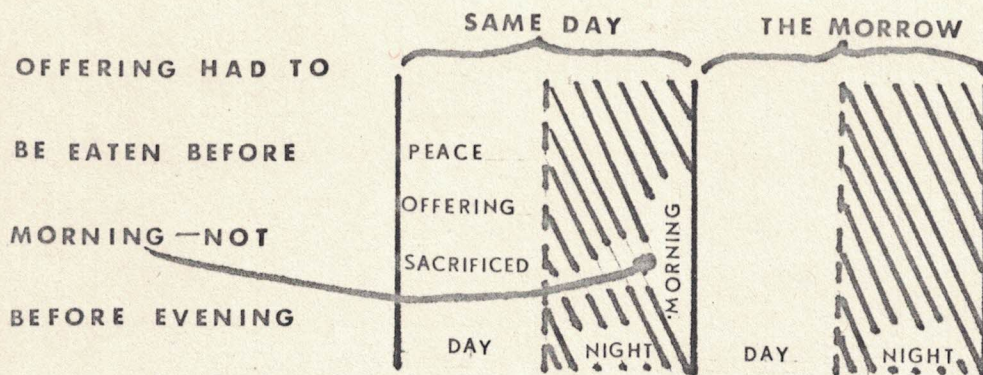 SAME DAY
THE MORROW
OFFERING HAD TO
BE EATEN BEFORE
MORNING—NOT
BEFORE EVENING
PEACE
OFFERING
SACRIFICED
MORNING
DAY
NIGHT
DAY
NIGHT